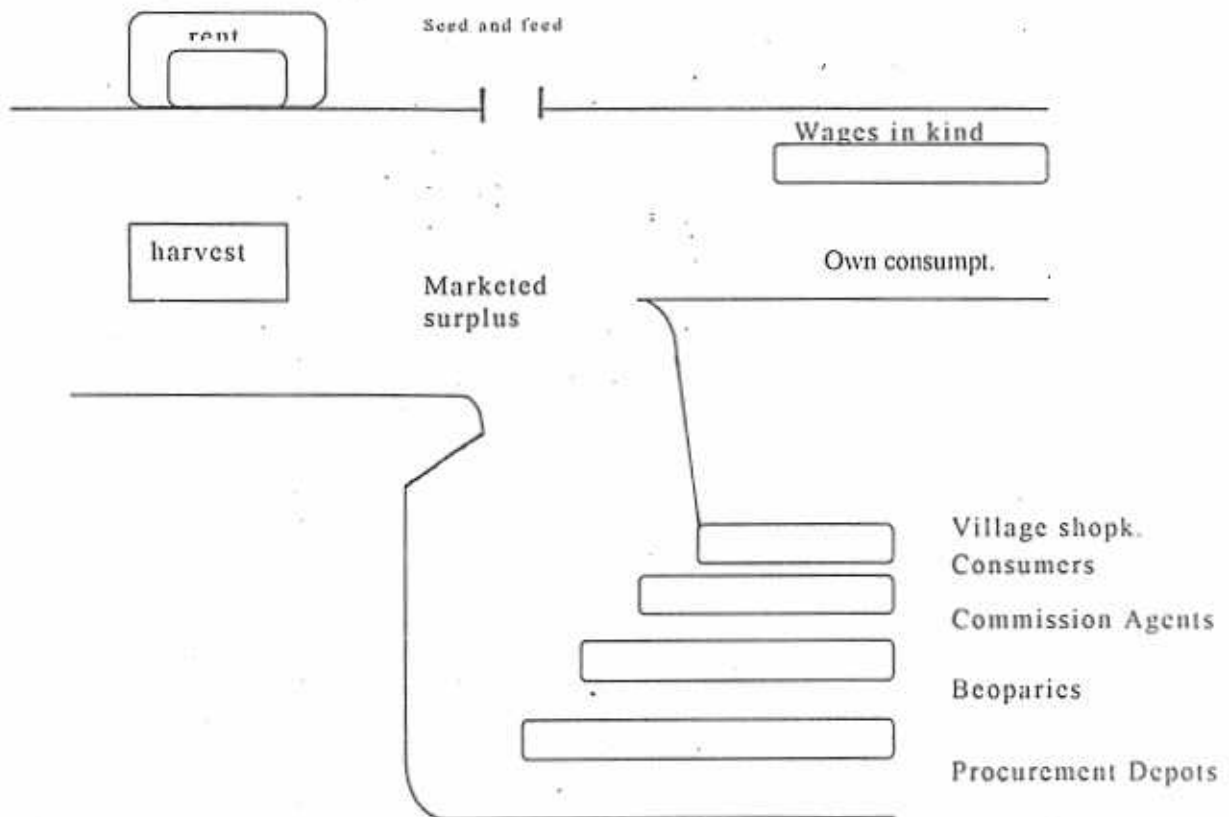 rent
Seed and feed
Wages in kind
harvest
Own consumpt.
Marketed
surplus
Village shopk.
Consumers
Commission Agents
Beoparies
Procurement Depots